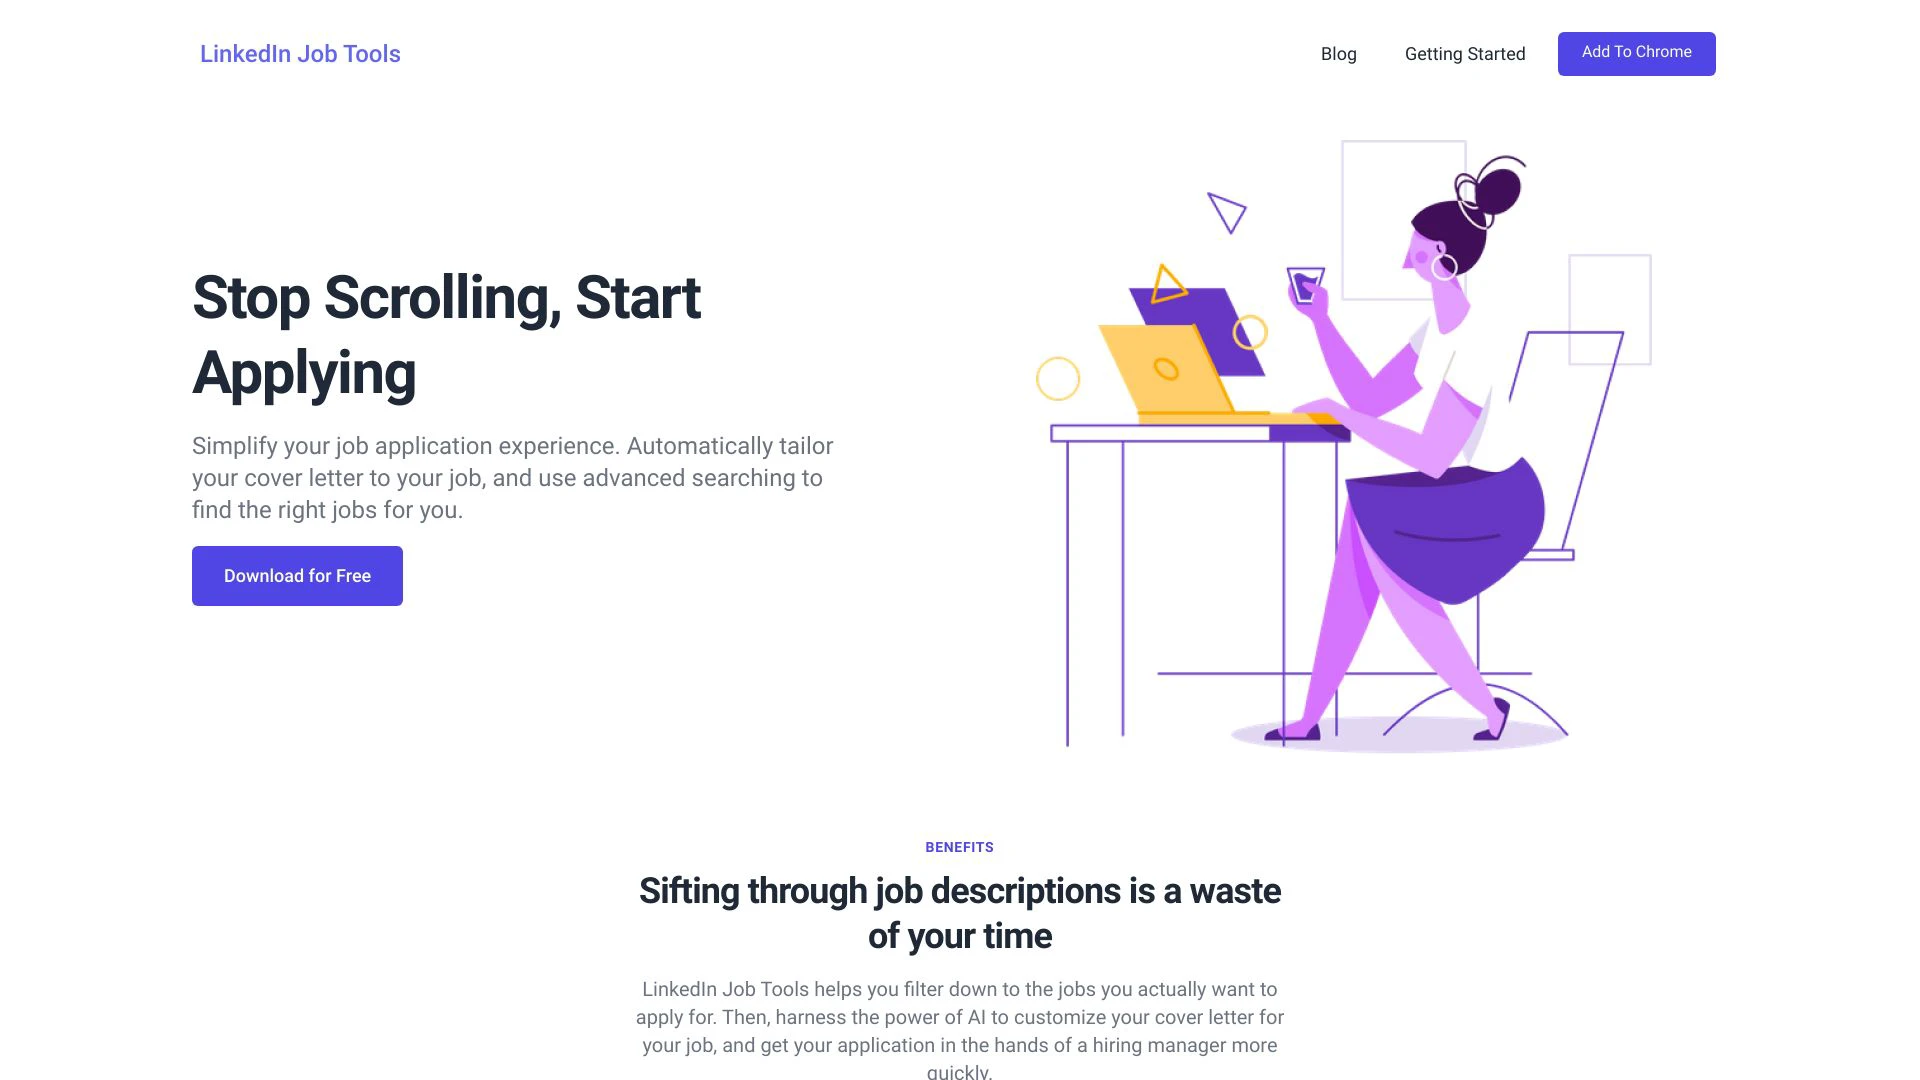 LinkedIn Job Tools
Blog
Getting Started
Add To Chrome
Stop Scrolling, Start
Applying
Simplify your job application experience. Automatically tailor
your cover letter to your job, and use advanced searching to
find the right jobs for you.
Download for Free
BENEFITS
Sifting through job descriptions is a waste
of your time
LinkedIn Job Tools helps you filter down to the jobs you actually want to
apply for. Then, harness the power of AI to customize your cover letter for
your job, and get your application in the hands of a hiring manager more
quickly.